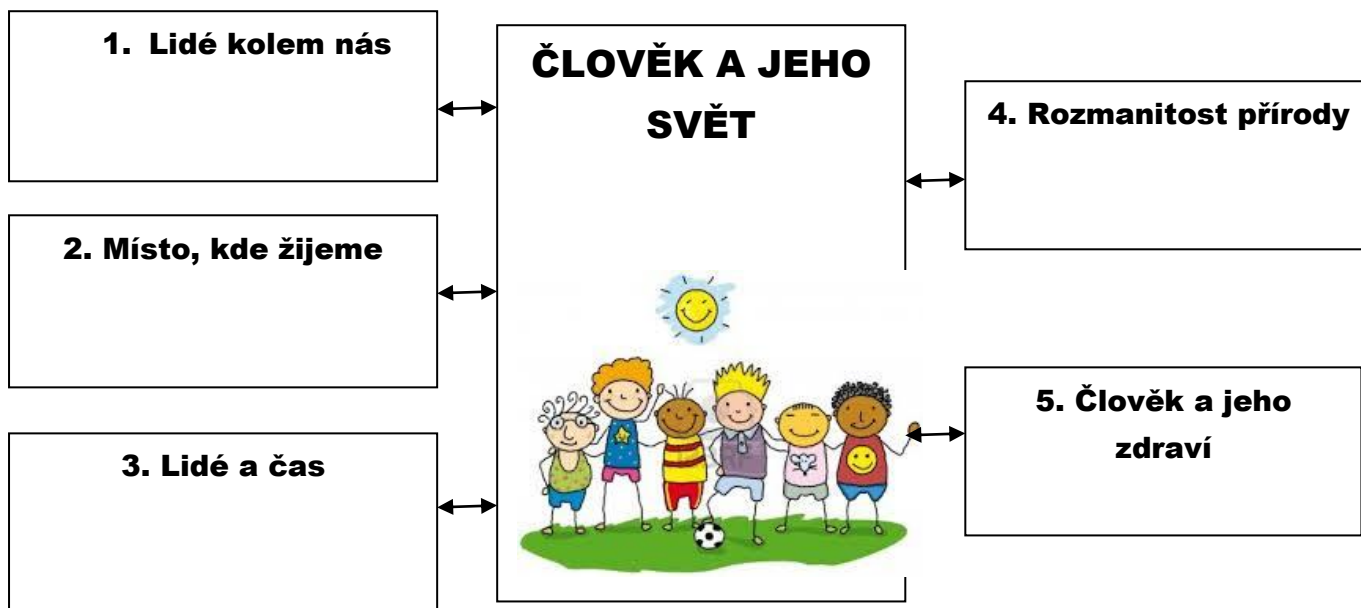 1. Lidé kolem nás
2. Místo, kde žijeme
3. Lidé a čas
ČLOVĚK A JEHO
SVĚT
4. Rozmanitost přírody
5. Člověk a jeho
zdraví